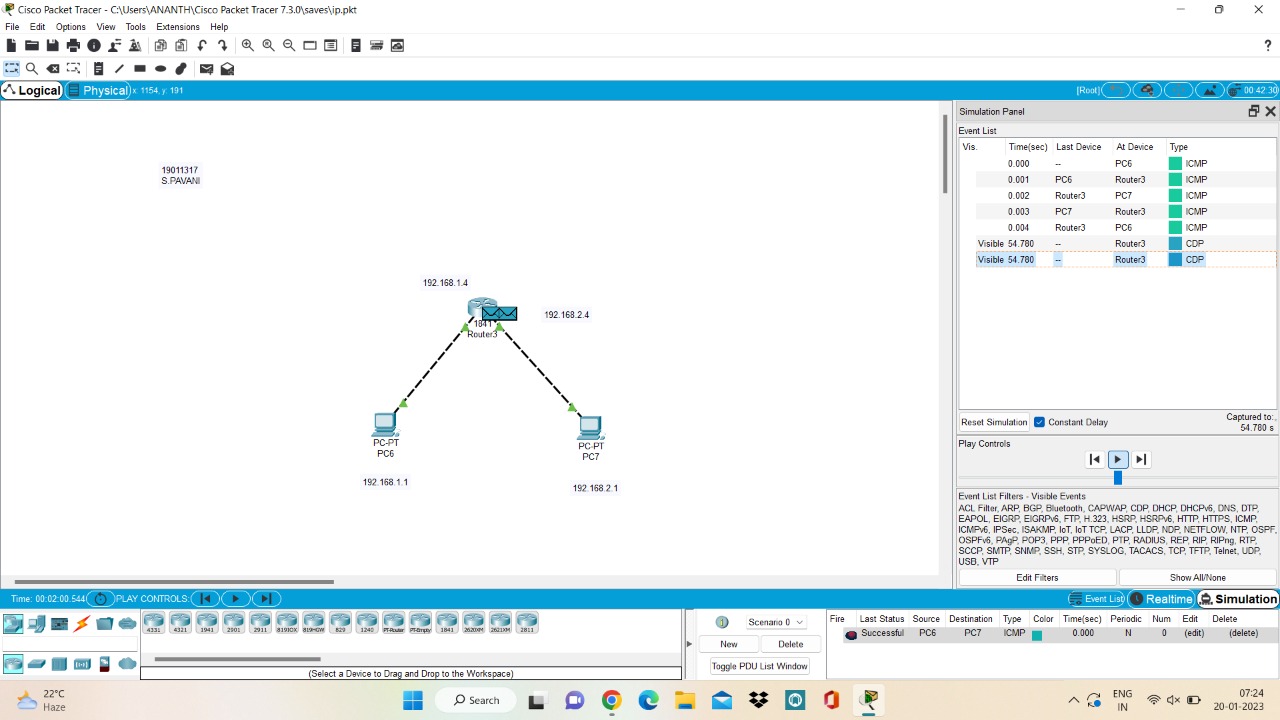 Cisco Packet Tracer - C:\Users\ANANTH\Cisco Packet Tracer 7.3.0\saves\ip.pkt
File Edit Options View Tools Extensions Help
?
Logical Physical x: 1154, y: 191 [Root] 00:42:30
Simulation Panel
Event List
Vis. Time(sec) Last Device At Device Type
0.000 -- PC6 ICMP
0.001 PC6 Router3 ICMP
0.002 Router3 PC7 ICMP
0.003 PC7 Router3 ICMP
0.004 Router3 PC6 ICMP
Visible 54.780 -- Router3 CDP
Visible 54.780 -- Router3 CDP
19011317
S.PAVANI
192.168.1.4
192.168.2.4
1841
Router3
PC-PT
PC6
192.168.1.1
PC-PT
PC7
192.168.2.1
Reset Simulation Constant Delay Captured to:
54.780 s
Play Controls
Event List Filters - Visible Events
ACL Filter, ARP, BGP, Bluetooth, CAPWAP, CDP, DHCP, DHCPv6, DNS, DTP,
EAPOL, EIGRP, EIGRPv6, FTP, H.323, HSRP, HSRPv6, HTTP, HTTPS, ICMP,
ICMPv6, IPSec, ISAKMP, IoT, IoT TCP, LACP, LLDP, NDP, NETFLOW, NTP, OSPF,
OSPFv6, PAgP, POP3, PPP, PPPoED, PTP, RADIUS, REP, RIP, RIPng, RTP,
SCCP, SMTP, SNMP, SSH, STP, SYSLOG, TACACS, TCP, TFTP, Telnet, UDP,
USB, VTP
Edit Filters Show All/None
Time: 00:02:00.544 PLAY CONTROLS: Event List Realtime Simulation
4331 4321 1941 2901 2911 819IOX 819HGW 829 1240 PT-Router PT-Empty 1841 2620XM 2621XM 2811
(Select a Device to Drag and Drop to the Workspace)
Scenario 0
New Delete
Toggle PDU List Window
Fire Last Status Source Destination Type Color Time(sec) Periodic Num Edit Delete
Successful PC6 PC7 ICMP 0.000 N 0 (edit) (delete)
22°C
Haze
Search
ENG
IN
07:24
20-01-2023